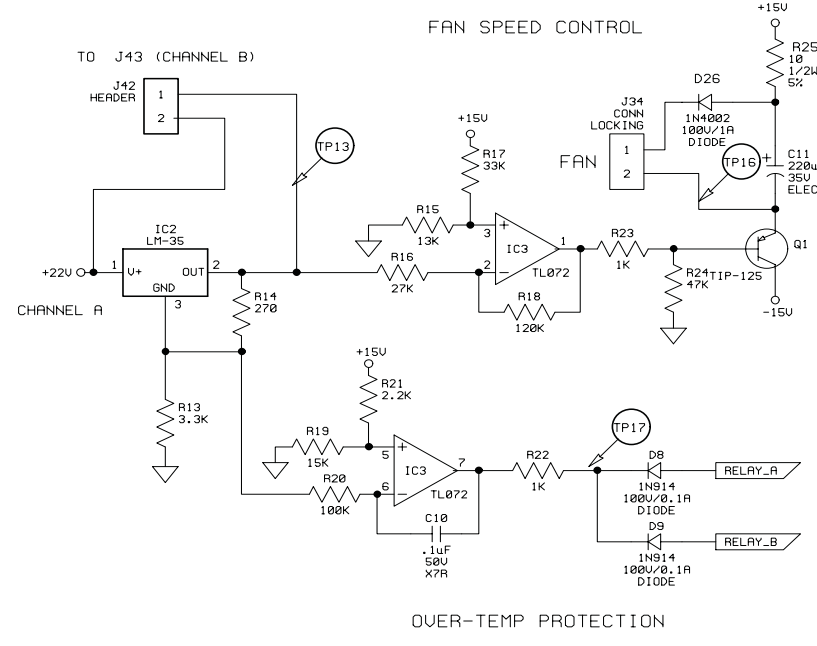 FAN SPEED CONTROL
+15V
TO J43 (CHANNEL B)
J42
HEADER
1
2
R25
10
1/2W
5%
D26
1N4002
100V/1A
DIODE
J34
CONN
LOCKING
FAN
1
2
TP13
+15V
R17
33K
TP16
+
C11
220u
35V
ELEC
R15
13K
3
+
IC3
1
2
-
TL072
R23
1K
Q1
TIP-125
R24
47K
-15V
IC2
LM-35
+22V
1
V+
OUT
2
GND
3
R16
27K
R18
120K
CHANNEL A
R14
270
+15V
R21
2.2K
R13
3.3K
R19
15K
5
+
IC3
7
6
-
TL072
R20
100K
R22
1K
TP17
D8
1N914
100V/0.1A
DIODE
RELAY_A
C10
.1uF
50V
X7R
D9
1N914
100V/0.1A
DIODE
RELAY_B
OVER-TEMP PROTECTION